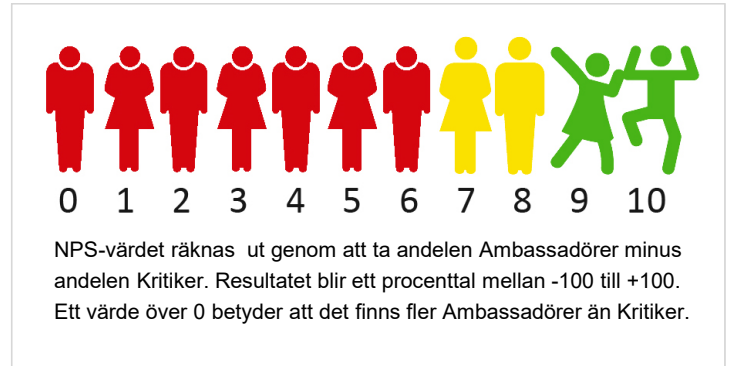 0 1 2 3 4 5 6 7 8 9 10
NPS-värdet räknas ut genom att ta andelen Ambassadörer minus
andelen Kritiker. Resultatet blir ett procenttal mellan -100 till +100.
Ett värde över 0 betyder att det finns fler Ambassadörer än Kritiker.